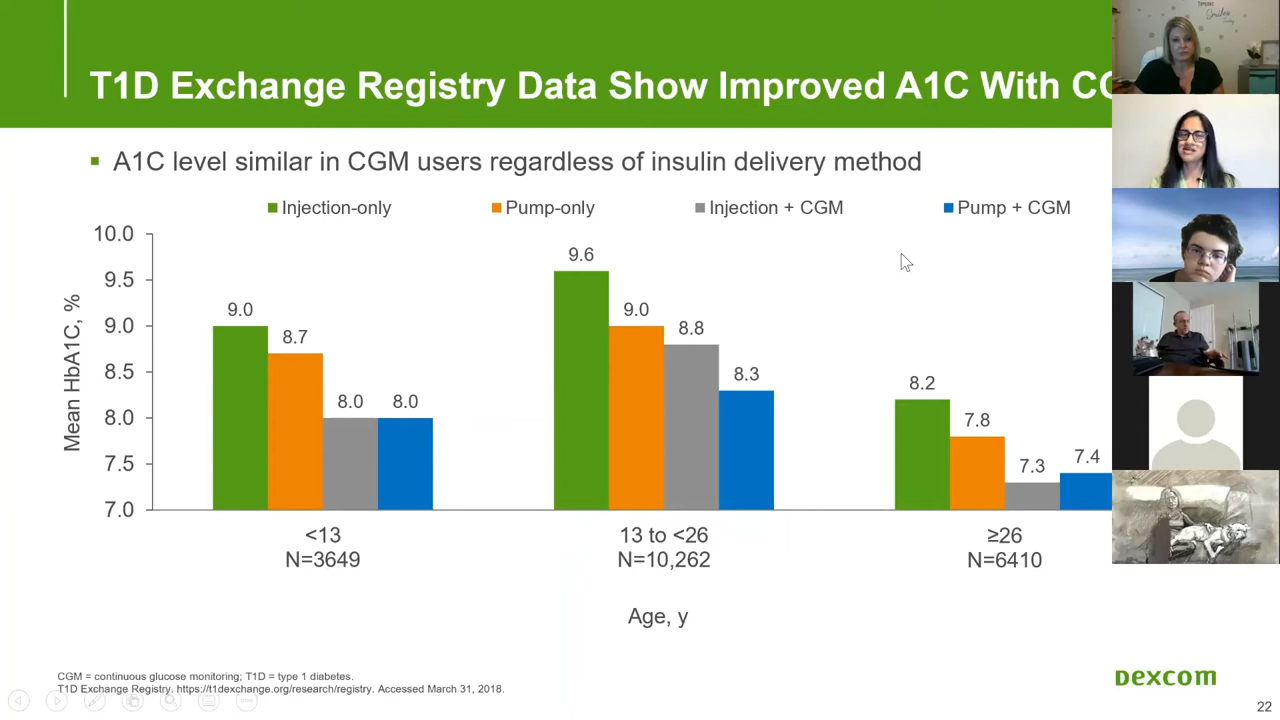 T1D Exchange Registry Data Show Improved A1C With
A1C level similar in CGM users regardless of insulin delivery method
Injection-only Pump-only Injection + CGM Pump + CGM
10.0
9.5
9.0
8.5
8.0
7.5
7.0
Mean HbA1C, %
9.0 8.7 8.0 8.0
9.6 9.0 8.8 8.3
8.2 7.8 7.3 7.4
<13 13 to <26 ≥26
N=3649 N=10,262 N=6410
Age, y
CGM = continuous glucose monitoring; T1D = type 1 diabetes.
T1D Exchange Registry. https://t1dexchange.org/research/registry. Accessed March 31, 2018.
Dexcom
22
Smiles